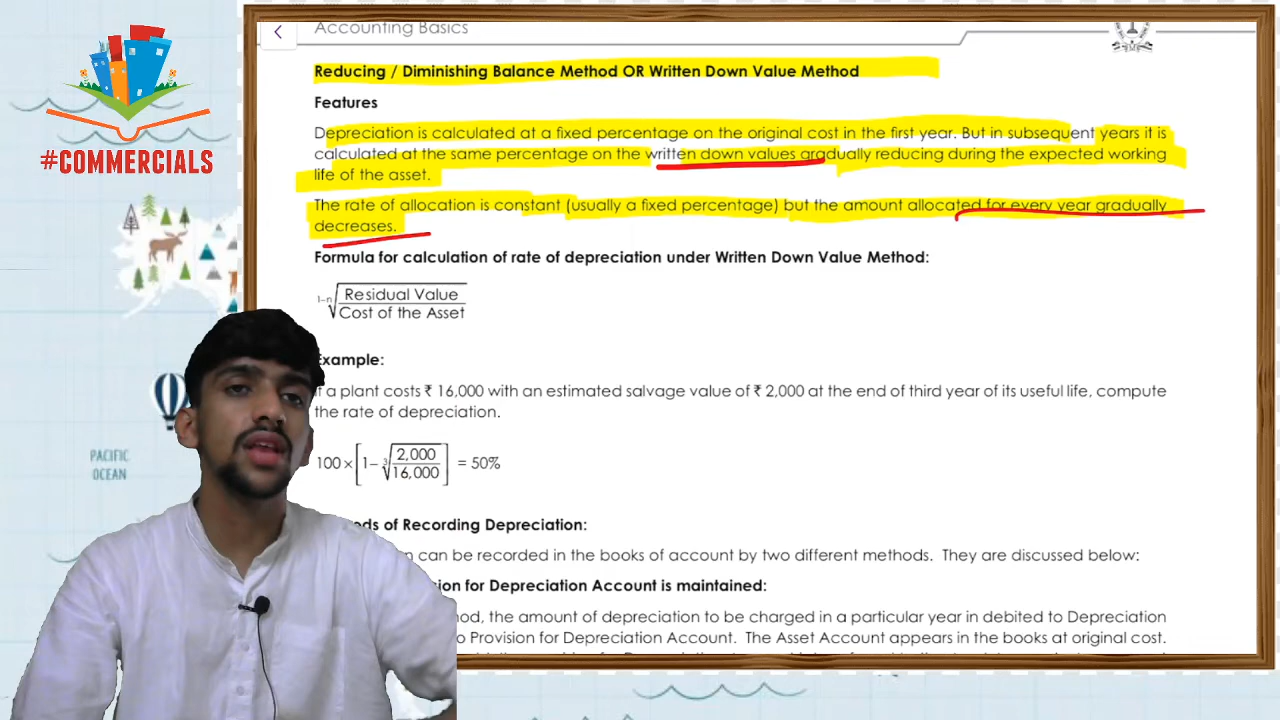 Accounting Basics
Reducing / Diminishing Balance Method OR Written Down Value Method
Features
Depreciation is calculated at a fixed percentage on the original cost in the first year. But in subsequent years it is
calculated at the same percentage on the written down values gradually reducing during the expected working
life of the asset.
The rate of allocation is constant (usually a fixed percentage) but the amount allocated for every year gradually
decreases.
Formula for calculation of rate of depreciation under Written Down Value Method:
1–n√ Residual Value
Cost of the Asset
Example:
a plant costs ₹ 16,000 with an estimated salvage value of ₹ 2,000 at the end of third year of its useful life, compute
the rate of depreciation.
100 × [1– 3√ 2,000 / 16,000 ] = 50%
of Recording Depreciation:
can be recorded in the books of account by two different methods. They are discussed below:
for Depreciation Account is maintained:
the amount of depreciation to be charged in a particular year in debited to Depreciation
Provision for Depreciation Account. The Asset Account appears in the books at original cost.
#COMMERCIALS
PACIFIC
OCEAN